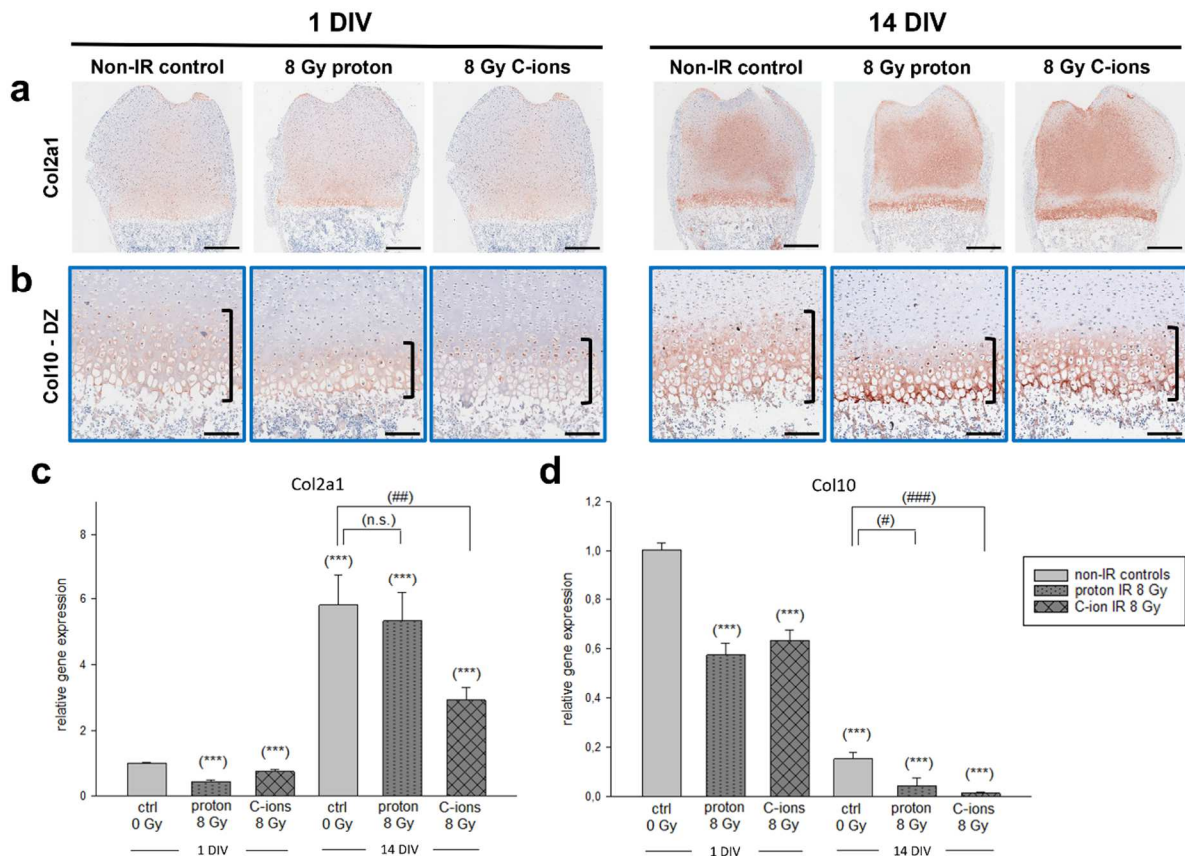 1 DIV
14 DIV
Non-IR control
8 Gy proton
8 Gy C-ions
Non-IR control
8 Gy proton
8 Gy C-ions
a
Col2a1
b
Col10 - DZ
c
Col2a1
relative gene expression
8
6
4
2
0
(***)
(***)
(***)
(***)
(***)
(n.s.)
(##)
ctrl
0 Gy
proton
8 Gy
C-ions
8 Gy
ctrl
0 Gy
proton
8 Gy
C-ions
8 Gy
1 DIV
14 DIV
d
Col10
relative gene expression
1,2
1,0
0,8
0,6
0,4
0,2
0,0
(***)
(***)
(***)
(***)
(***)
(#)
(###)
ctrl
0 Gy
proton
8 Gy
C-ions
8 Gy
ctrl
0 Gy
proton
8 Gy
C-ions
8 Gy
1 DIV
14 DIV
non-IR controls
proton IR 8 Gy
C-ion IR 8 Gy